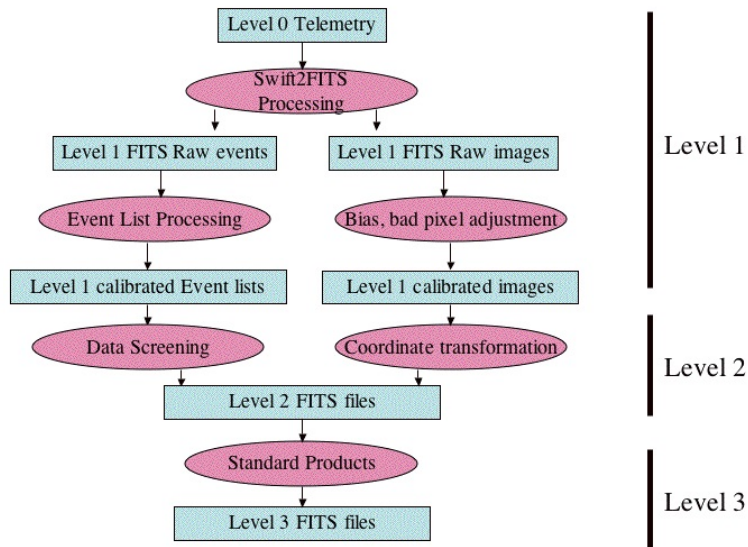 Level 0 Telemetry
Swift2FITS
Processing
Level 1 FITS Raw events
Level 1 FITS Raw images
Event List Processing
Bias, bad pixel adjustment
Level 1 calibrated Event lists
Level 1 calibrated images
Data Screening
Coordinate transformation
Level 2 FITS files
Standard Products
Level 3 FITS files
Level 1
Level 2
Level 3